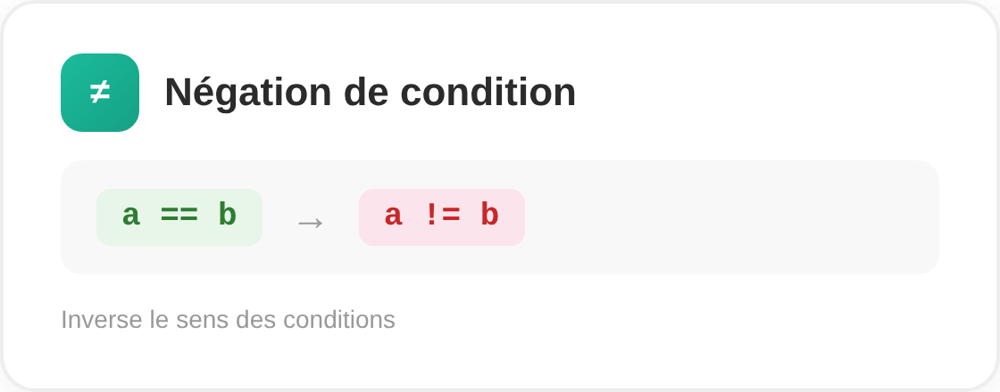 ≠ Négation de condition
a == b → a != b
Inverse le sens des conditions